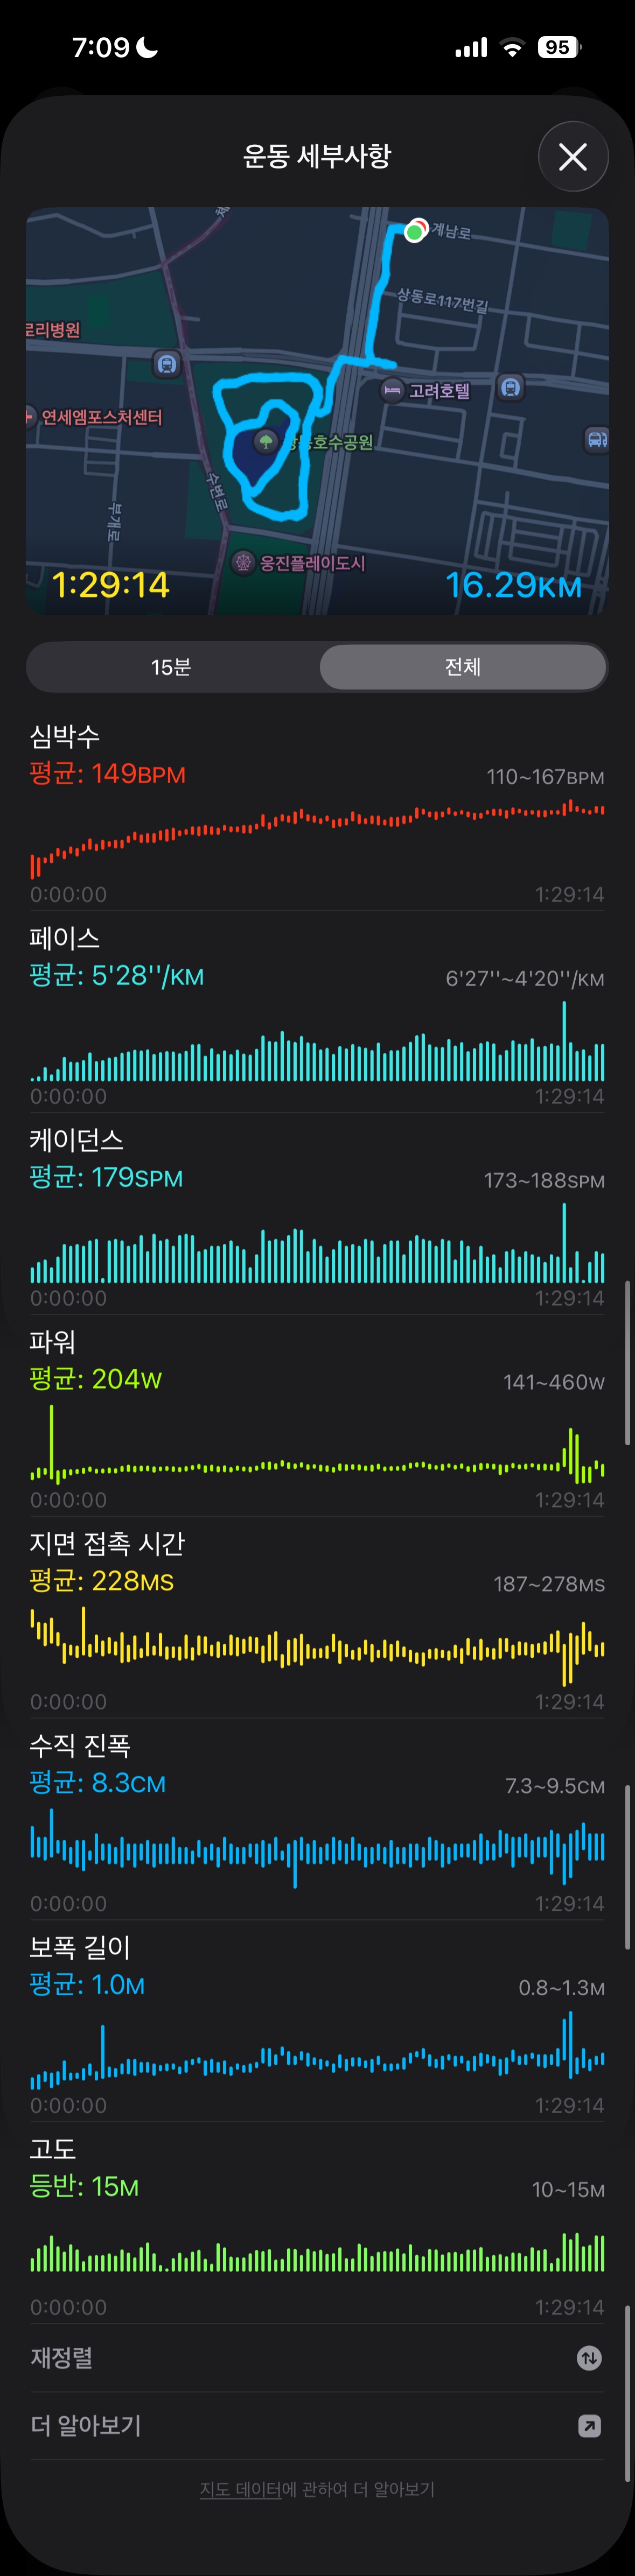 7:09
95
운동 세부사항
계남로
상동로117번길
고려호텔
연세엠포스처센터
수변로
부개로
웅진플레이도시
1:29:14
16.29KM
15분
전체
심박수
평균: 149BPM
110~167BPM
0:00:00
1:29:14
페이스
평균: 5'28''/KM
6'27''~4'20''/KM
0:00:00
1:29:14
케이던스
평균: 179SPM
173~188SPM
0:00:00
1:29:14
파워
평균: 204W
141~460W
0:00:00
1:29:14
지면 접촉 시간
평균: 228MS
187~278MS
0:00:00
1:29:14
수직 진폭
평균: 8.3CM
7.3~9.5CM
0:00:00
1:29:14
보폭 길이
평균: 1.0M
0.8~1.3M
0:00:00
1:29:14
고도
등반: 15M
10~15M
0:00:00
1:29:14
재정렬
더 알아보기
지도 데이터에 관하여 더 알아보기